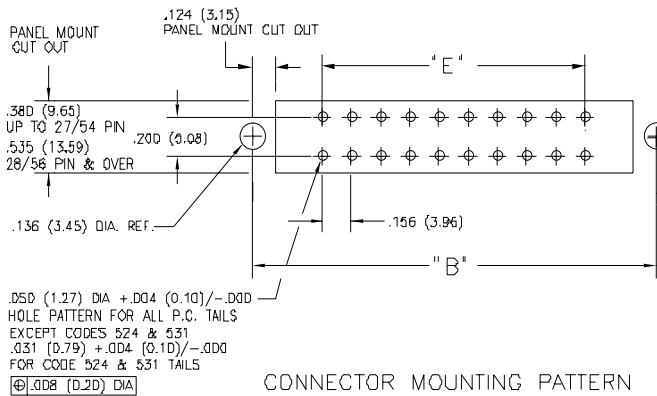 .124 (3.15)
PANEL MOUNT CUT OUT
PANEL MOUNT
CUT OUT
"E"
.380 (9.65)
UP TO 27/54 PIN
.535 (13.59)
28/56 PIN & OVER
.200 (5.08)
.136 (3.45) DIA. REF.
.156 (3.96)
"B"
.050 (1.27) DIA +.004 (0.10)/-.000
HOLE PATTERN FOR ALL P.C. TAILS
EXCEPT CODES 524 & 531
.031 (0.79) +.004 (0.10)/-.000
FOR CODE 524 & 531 TAILS
⌖ .008 (0.20) DIA
CONNECTOR MOUNTING PATTERN